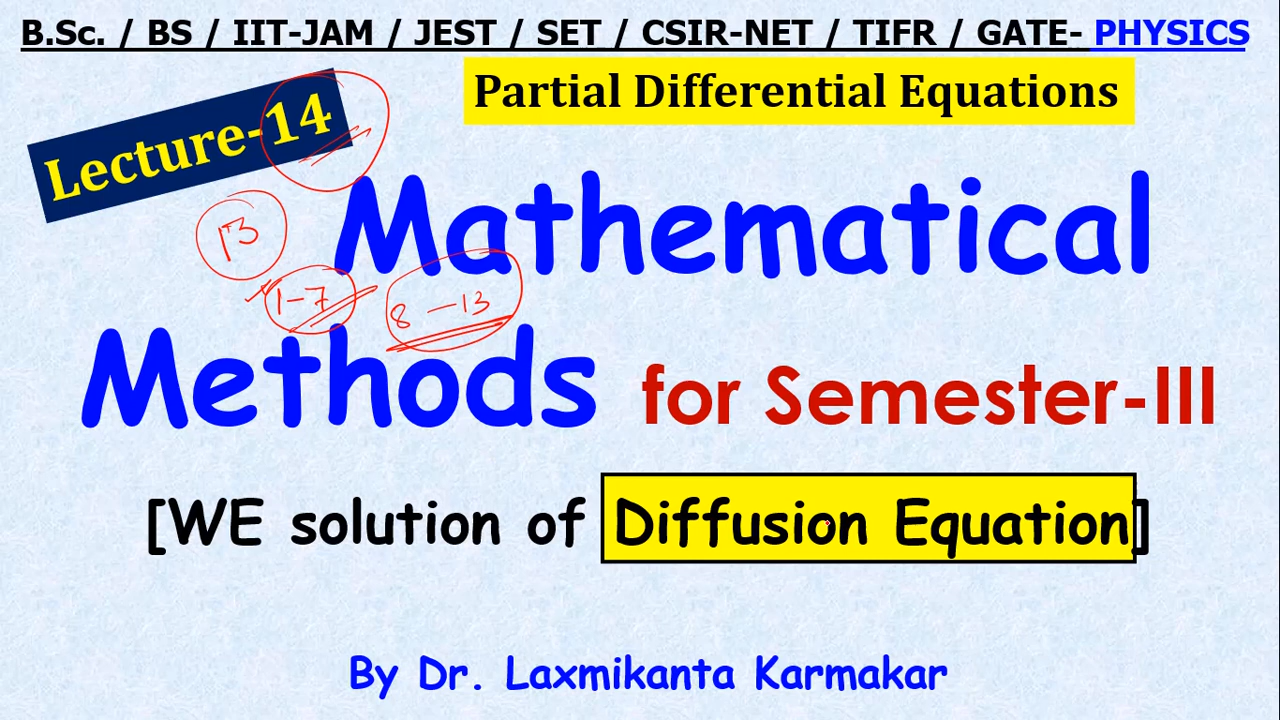 B.Sc. / BS / IIT-JAM / JEST / SET / CSIR-NET / TIFR / GATE- PHYSICS
Partial Differential Equations
Lecture-14
Mathematical
13
1-7
8-13
Methods for Semester-III
[WE solution of Diffusion Equation]
By Dr. Laxmikanta Karmakar